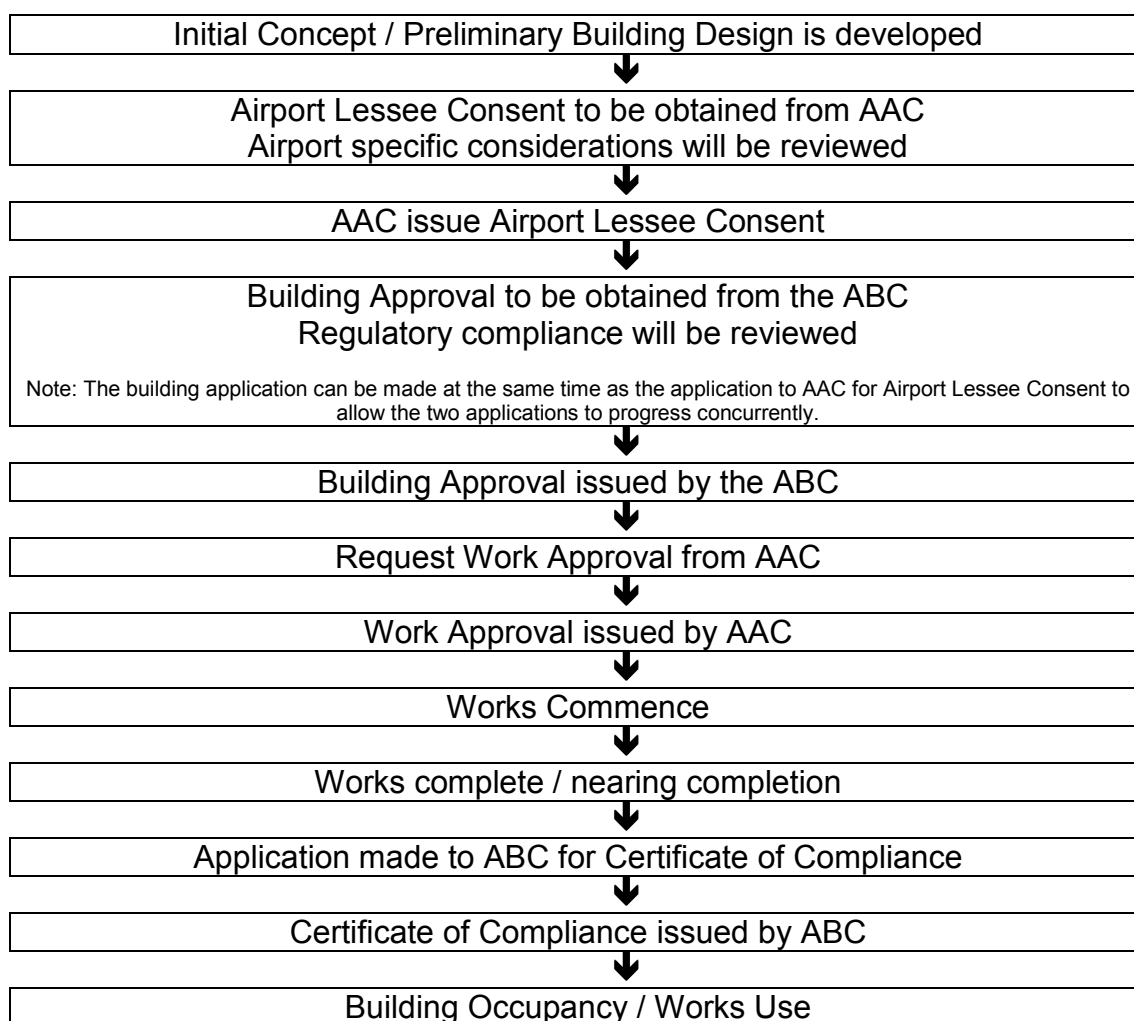 Initial Concept / Preliminary Building Design is developed
Airport Lessee Consent to be obtained from AAC
Airport specific considerations will be reviewed
AAC issue Airport Lessee Consent
Building Approval to be obtained from the ABC
Regulatory compliance will be reviewed
Note: The building application can be made at the same time as the application to AAC for Airport Lessee Consent to
allow the two applications to progress concurrently.
Building Approval issued by the ABC
Request Work Approval from AAC
Work Approval issued by AAC
Works Commence
Works complete / nearing completion
Application made to ABC for Certificate of Compliance
Certificate of Compliance issued by ABC
Building Occupancy / Works Use